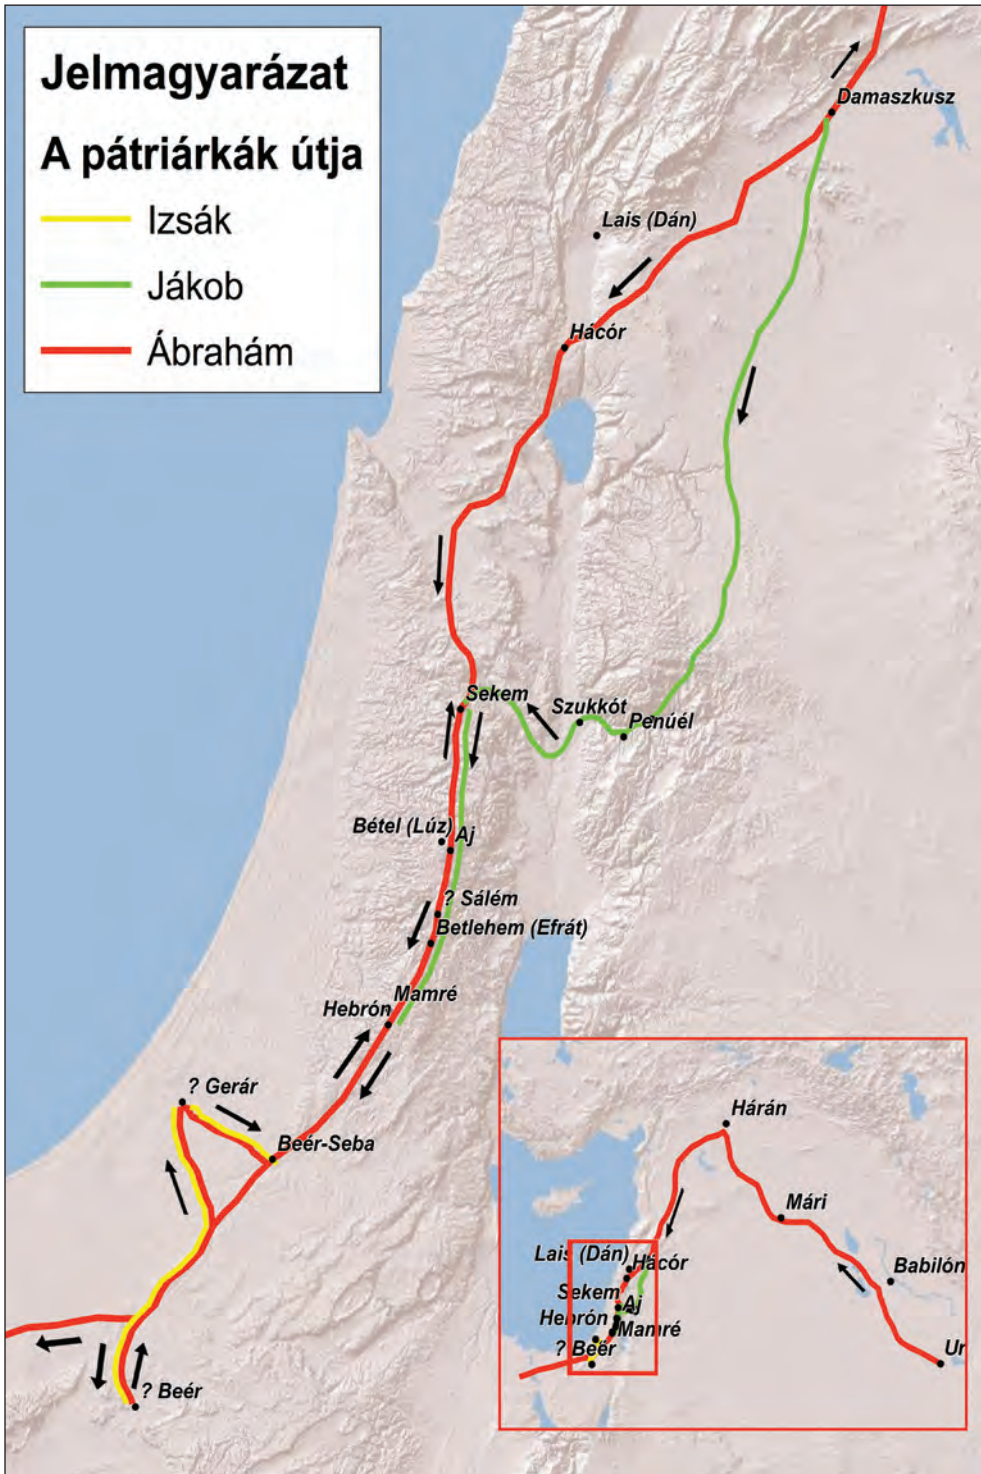 Jelmagyarázat
A pátriárkák útja
Izsák
Jákob
Ábrahám
Damaszkusz
Lais (Dán)
Hácór
Sekem
Szukkót
Penúél
Bétel (Lúz)
Aj
? Sálém
Betlehem (Efrát)
Mamré
Hebrón
? Gerár
Beér-Seba
? Beér
Hárán
Mári
Lais (Dán)
Hácór
Babilón
Sekem
Aj
Hebrón
Mamré
? Beér
Ur